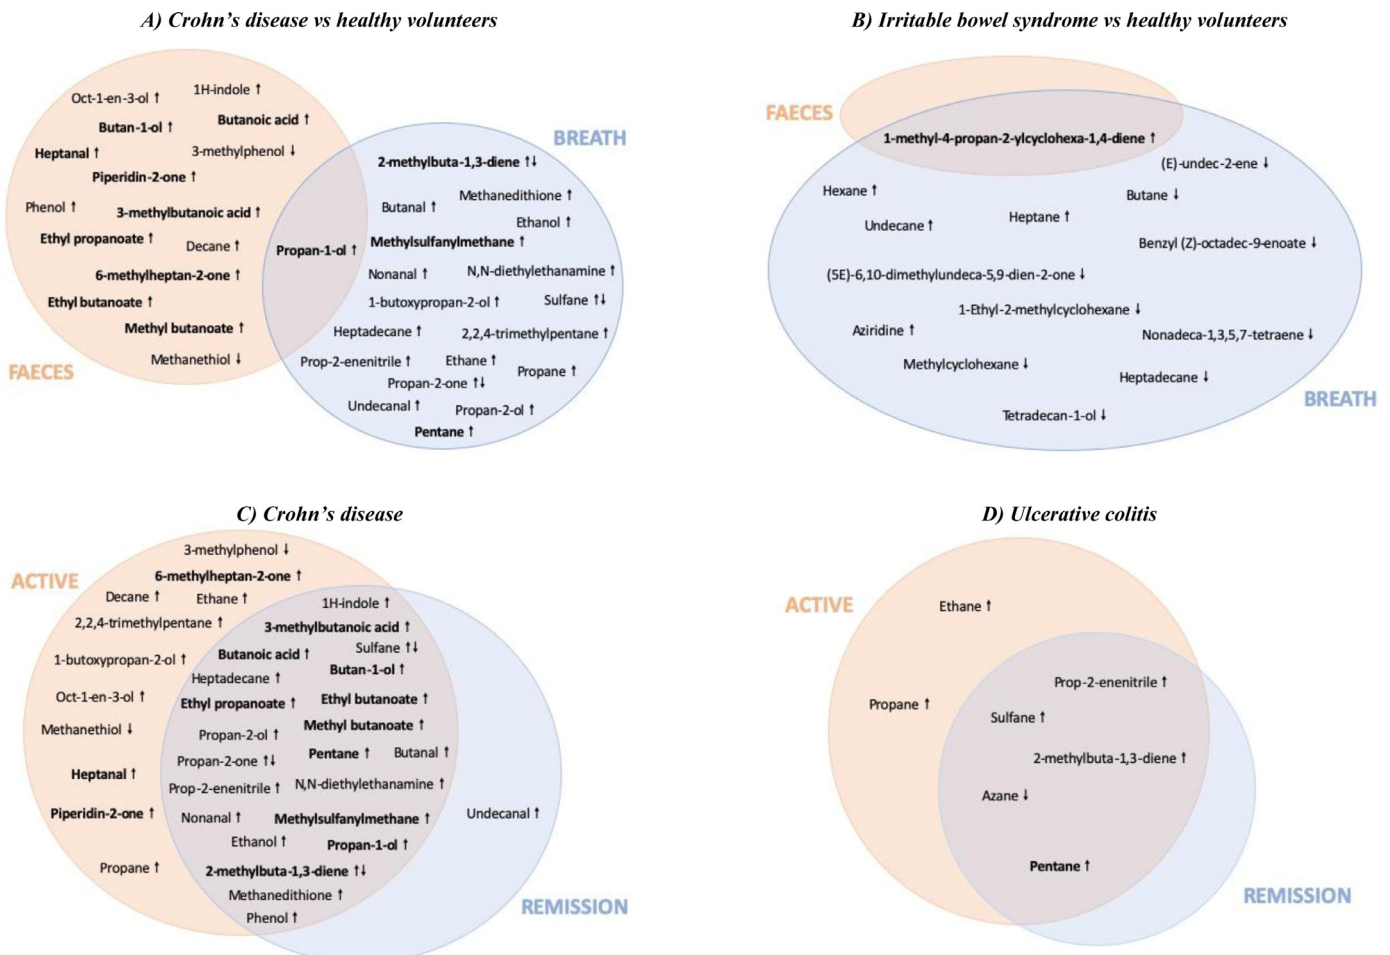 A) Crohn's disease vs healthy volunteers
Oct-1-en-3-ol ↑
1H-indole ↑
Butan-1-ol ↑
Butanoic acid ↑
Heptanal ↑
3-methylphenol ↓
Piperidin-2-one ↑
Phenol ↑
3-methylbutanoic acid ↑
Ethyl propanoate ↑
Decane ↑
6-methylheptan-2-one ↑
Ethyl butanoate ↑
Methyl butanoate ↑
Methanethiol ↓
FAECES
Propan-1-ol ↑
BREATH
2-methylbuta-1,3-diene ↑↓
Methanedithione ↑
Butanal ↑
Ethanol ↑
Methylsulfanylmethane ↑
Nonanal ↑
N,N-diethylethanamine ↑
1-butoxypropan-2-ol ↑
Sulfane ↑↓
Heptadecane ↑
2,2,4-trimethylpentane ↑
Prop-2-enenitrile ↑
Ethane ↑
Propane ↑
Propan-2-one ↑↓
Undecanal ↑
Propan-2-ol ↑
Pentane ↑
B) Irritable bowel syndrome vs healthy volunteers
FAECES
1-methyl-4-propan-2-ylcyclohexa-1,4-diene ↑
(E)-undec-2-ene ↓
Hexane ↑
Butane ↓
Undecane ↑
Heptane ↑
Benzyl (Z)-octadec-9-enoate ↓
(5E)-6,10-dimethylundeca-5,9-dien-2-one ↓
1-Ethyl-2-methylcyclohexane ↓
Aziridine ↑
Nonadeca-1,3,5,7-tetraene ↓
Methylcyclohexane ↓
Heptadecane ↓
Tetradecan-1-ol ↓
BREATH
C) Crohn's disease
ACTIVE
3-methylphenol ↓
6-methylheptan-2-one ↑
Decane ↑
Ethane ↑
2,2,4-trimethylpentane ↑
1-butoxypropan-2-ol ↑
Oct-1-en-3-ol ↑
Methanethiol ↓
Heptanal ↑
Piperidin-2-one ↑
Propane ↑
1H-indole ↑
3-methylbutanoic acid ↑
Sulfane ↑↓
Butanoic acid ↑
Butan-1-ol ↑
Heptadecane ↑
Ethyl propanoate ↑
Ethyl butanoate ↑
Methyl butanoate ↑
Propan-2-ol ↑
Pentane ↑
Butanal ↑
Propan-2-one ↑↓
Prop-2-enenitrile ↑
N,N-diethylethanamine ↑
Nonanal ↑
Methylsulfanylmethane ↑
Ethanol ↑
Propan-1-ol ↑
2-methylbuta-1,3-diene ↑↓
Methanedithione ↑
Phenol ↑
Undecanal ↑
REMISSION
D) Ulcerative colitis
ACTIVE
Ethane ↑
Propane ↑
Prop-2-enenitrile ↑
Sulfane ↑
2-methylbuta-1,3-diene ↑
Azane ↓
Pentane ↑
REMISSION